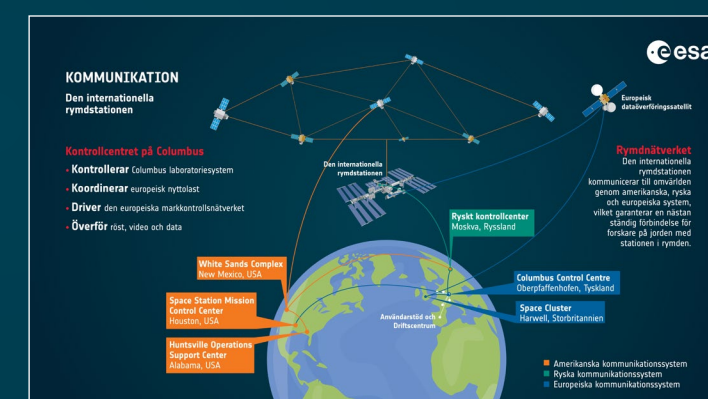 esa
KOMMUNIKATION
Den internationella
rymdstationen
Kontrollcentret på Columbus
• Kontrollerar Columbus laboratoriesystem
• Koordinerar europeisk nyttolast
• Driver den europeiska markkontrollsnätverket
• Överför röst, video och data
Europeisk
dataöverföringssatellit
Rymdnätverket
Den internationella
rymdstationen
kommunicerar till omvärlden
genom amerikanska, ryska
och europeiska system,
vilket garanterar en nästan
ständig förbindelse för
forskare på jorden med
stationen i rymden.
Den internationella
rymdstationen
Ryskt kontrollcenter
Moskva, Ryssland
White Sands Complex
New Mexico, USA
Space Station Mission
Control Center
Houston, USA
Huntsville Operations
Support Center
Alabama, USA
Columbus Control Centre
Oberpfaffenhofen, Tyskland
Space Cluster
Harwell, Storbritannien
Användarstöd och
Driftscentrum
Amerikanska kommunikationssystem
Ryska kommunikationssystem
Europeiska kommunikationssystem